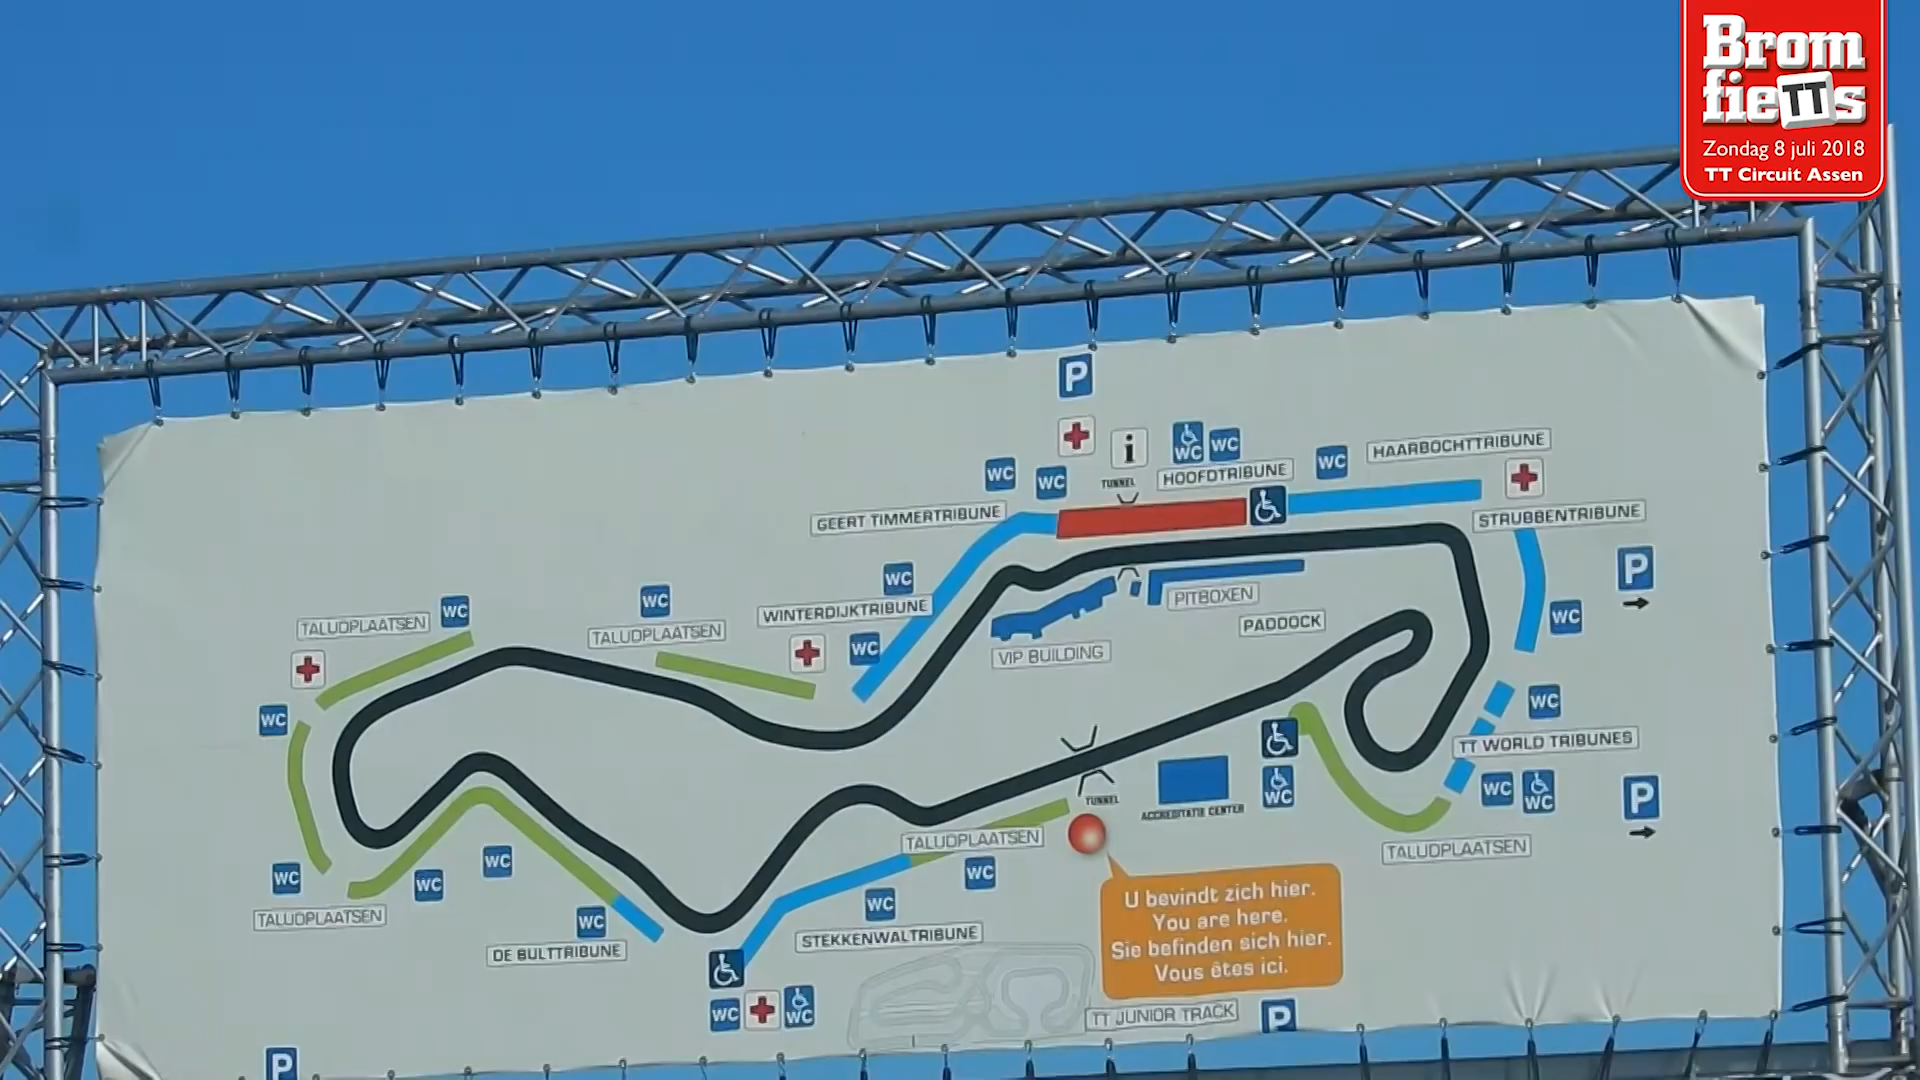 Brom
fieTTs
Zondag 8 juli 2018
TT Circuit Assen
P
i
WC
WC
HAARBOCHTTRIBUNE
WC
WC
WC
TUNNEL
HOOFDTRIBUNE
GEERT TIMMERTRIBUNE
STRUBBENTRIBUNE
P
WC
WC
WINTERDIJKTRIBUNE
PITBOXEN
WC
TALUDPLAATSEN
WC
TALUDPLAATSEN
PADDOCK
WC
VIP BUILDING
WC
WC
TT WORLD TRIBUNES
WC
WC
WC
P
TUNNEL
ACCREDITATIE CENTER
TALUDPLAATSEN
TALUDPLAATSEN
WC
WC
WC
WC
WC
TALUDPLAATSEN
WC
DE BULTTRIBUNE
STEKKENWALTRIBUNE
U bevindt zich hier.
You are here.
Sie befinden sich hier.
Vous êtes ici.
WC
WC
TT JUNIOR TRACK
P
P